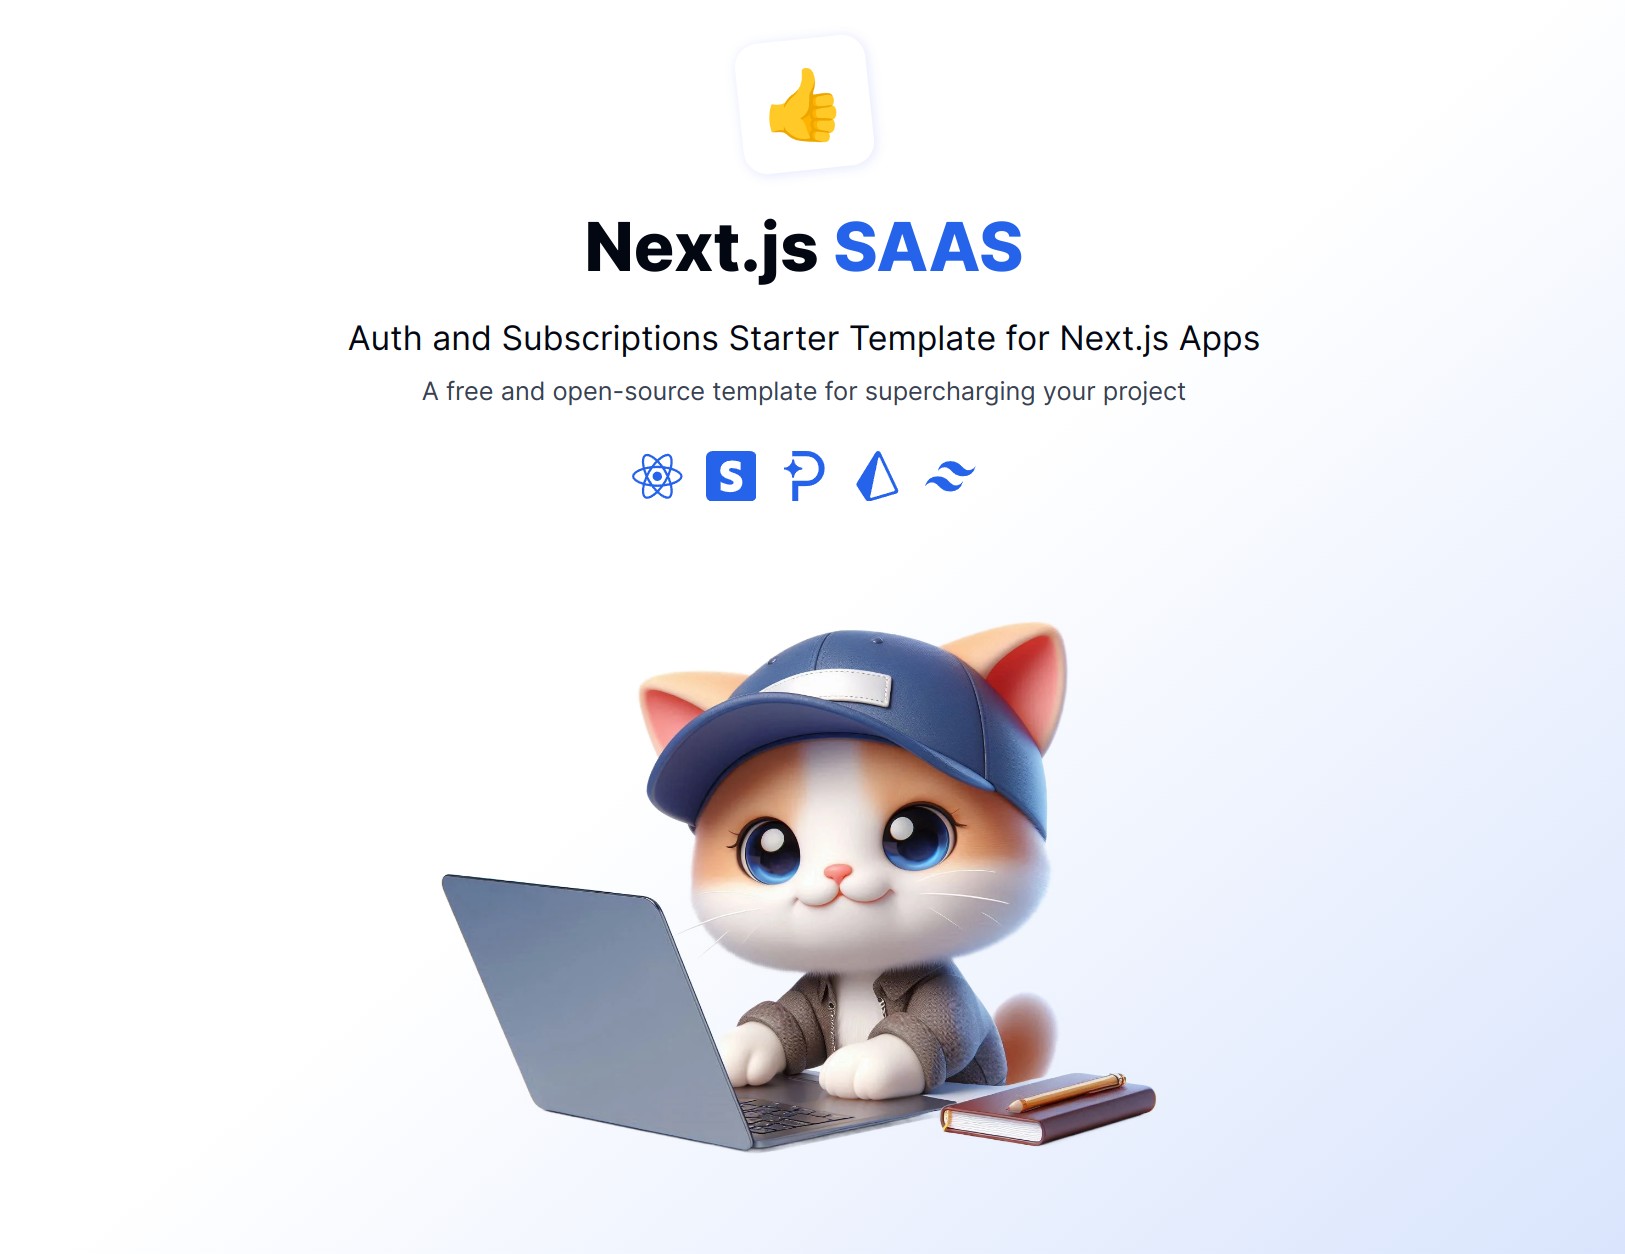 Next.js SAAS
Auth and Subscriptions Starter Template for Next.js Apps
A free and open-source template for supercharging your project